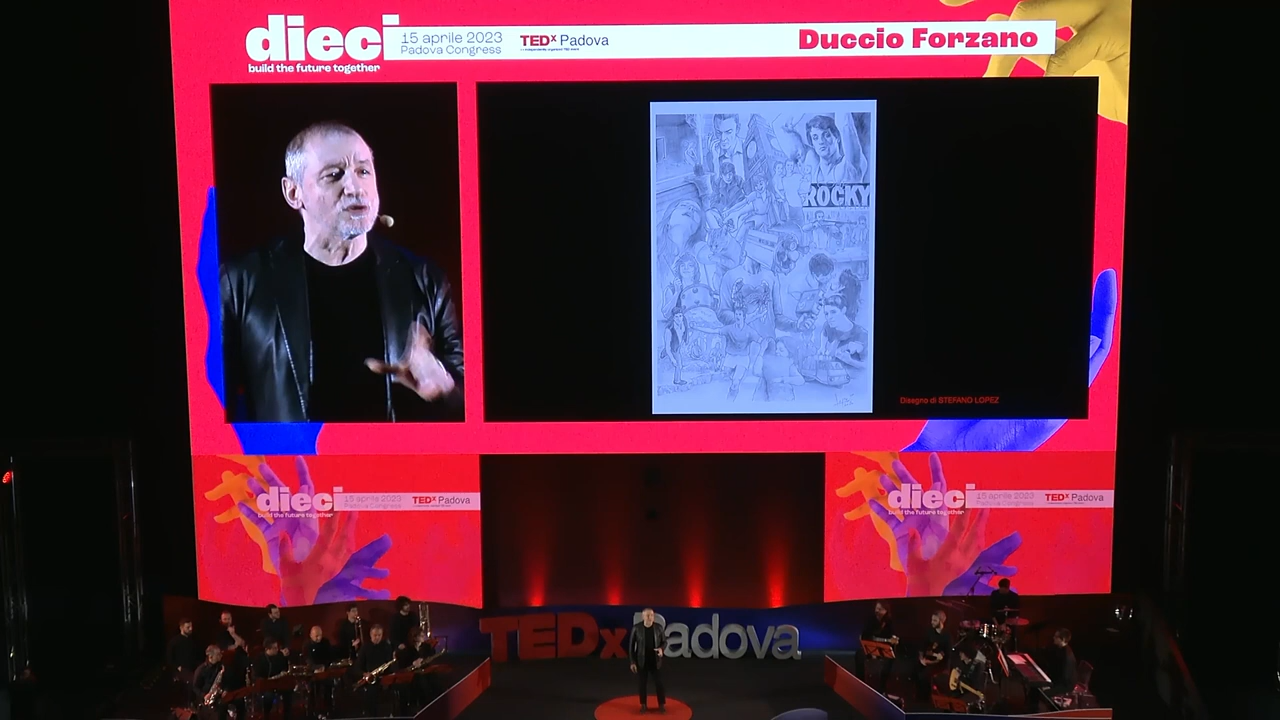 dieci
build the future together
15 aprile 2023
Padova Congress
TEDx Padova
Duccio Forzano
ROCKY
Disegno di STEFANO LOPEZ
dieci
build the future together
15 aprile 2023
Padova Congress
TEDx Padova
dieci
build the future together
15 aprile 2023
Padova Congress
TEDx Padova
TEDxPadova